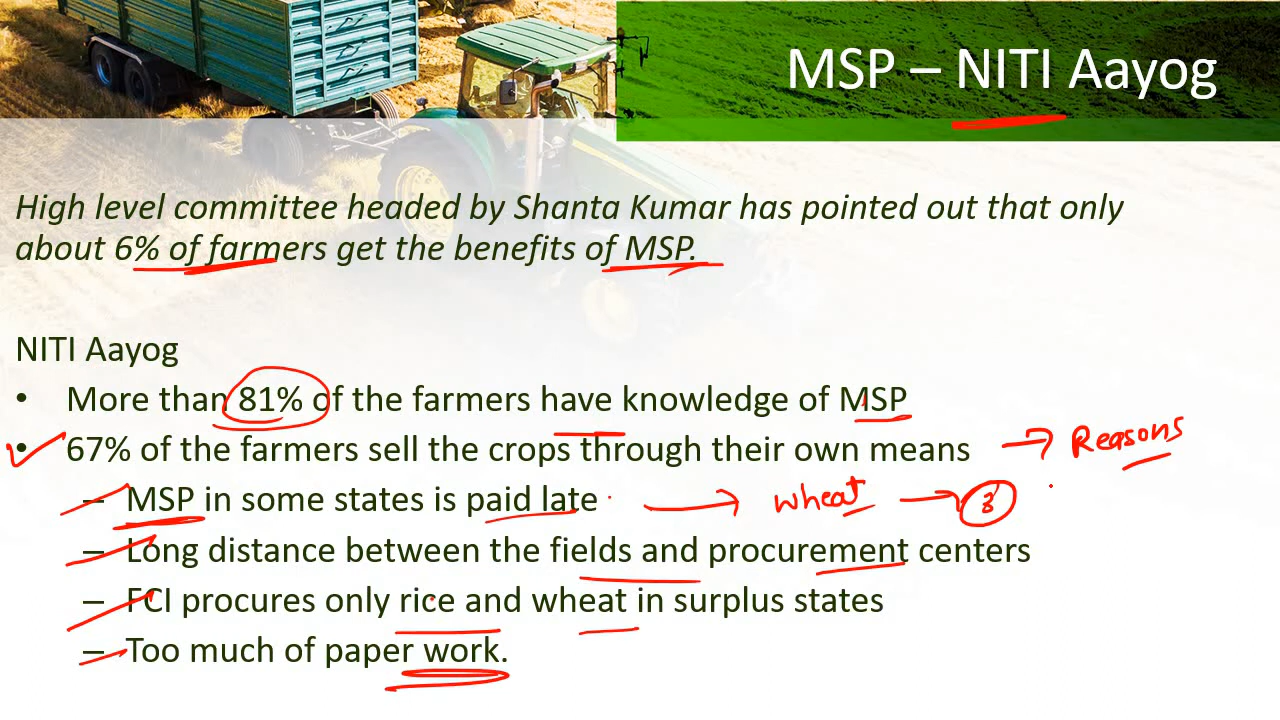 MSP – NITI Aayog
High level committee headed by Shanta Kumar has pointed out that only
about 6% of farmers get the benefits of MSP.
NITI Aayog
• More than 81% of the farmers have knowledge of MSP
• 67% of the farmers sell the crops through their own means → Reasons
– MSP in some states is paid late → wheat → 3
– Long distance between the fields and procurement centers
– FCI procures only rice and wheat in surplus states
– Too much of paper work.